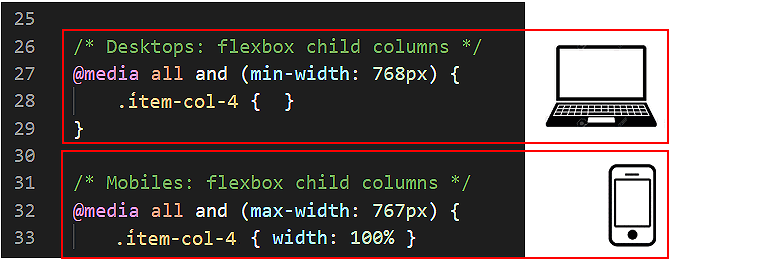 25
26 /* Desktops: flexbox child columns */
27 @media all and (min-width: 768px) {
28 .item-col-4 { }
29 }
30
31 /* Mobiles: flexbox child columns */
32 @media all and (max-width: 767px) {
33 .item-col-4 { width: 100% }